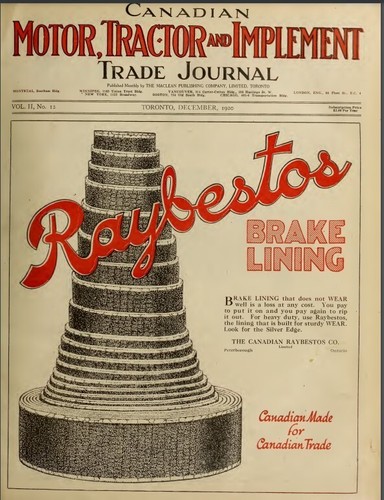 CANADIAN
MOTOR, TRACTOR AND IMPLEMENT
TRADE JOURNAL
Published Monthly by THE MACLEAN PUBLISHING COMPANY, LIMITED, TORONTO
VOL. II, No. 12 TORONTO, DECEMBER, 1920
Raybestos
BRAKE
LINING
BRAKE LINING that does not WEAR
well is a loss at any cost. You pay
to put it on and you pay again to rip
it out. For heavy duty, use Raybestos,
the lining that is built for sturdy WEAR.
Look for the Silver Edge.
THE CANADIAN RAYBESTOS CO.
Limited
Peterborough Ontario
Canadian Made
for
Canadian Trade